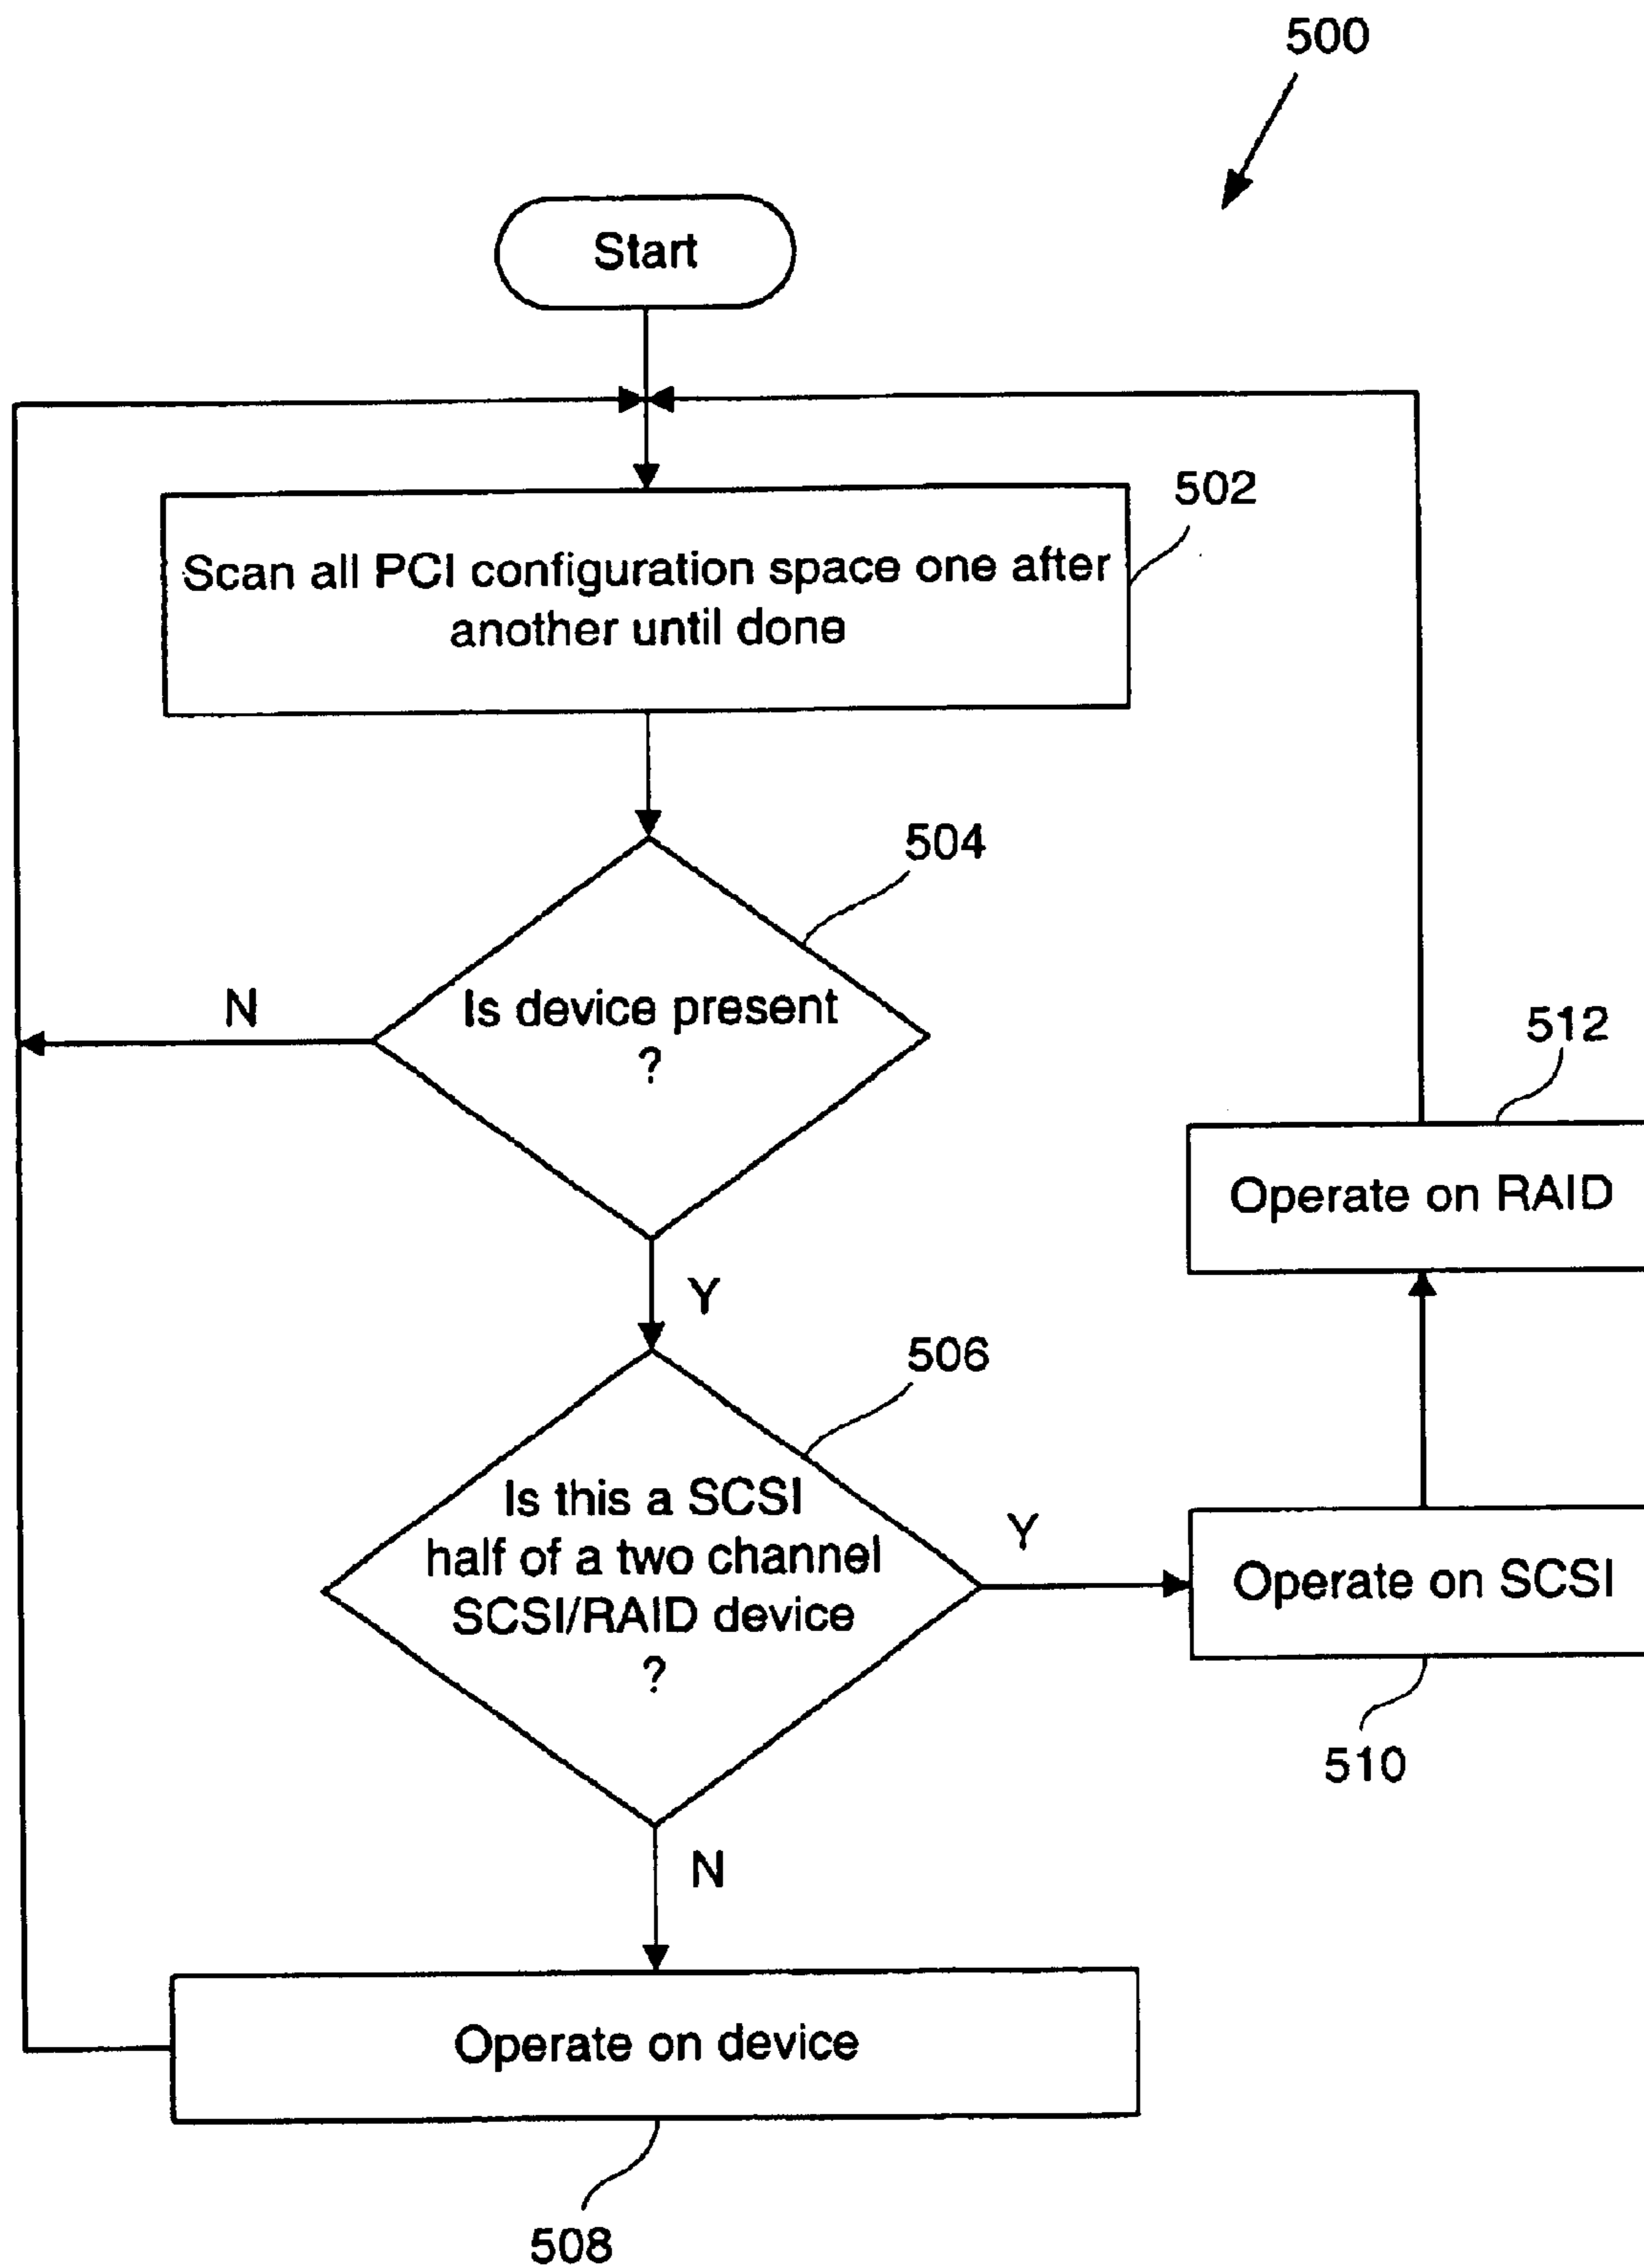 500
Start
502
Scan all PCI configuration space one after
another until done
504
Is device present
?
N
Y
512
Operate on RAID
506
Is this a SCSI
half of a two channel
SCSI/RAID device
?
Y
Operate on SCSI
510
N
Operate on device
508